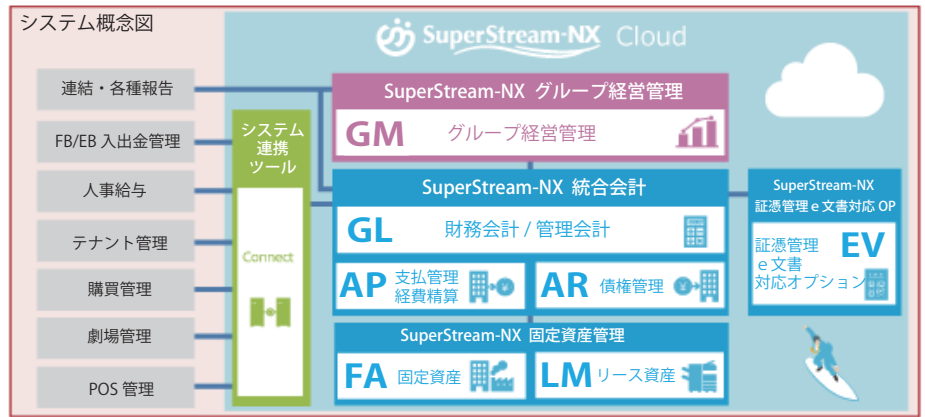 システム概念図
SuperStream-NX Cloud
連結・各種報告
FB/EB 入出金管理
人事給与
テナント管理
購買管理
劇場管理
POS 管理
システム
連携
ツール
Connect
SuperStream-NX グループ経営管理
GM グループ経営管理
SuperStream-NX 統合会計
GL 財務会計 / 管理会計
AP 支払管理
経費精算
AR 債権管理
SuperStream-NX 固定資産管理
FA 固定資産
LM リース資産
SuperStream-NX
証憑管理 e 文書対応 OP
証憑管理 EV
e 文書
対応オプション